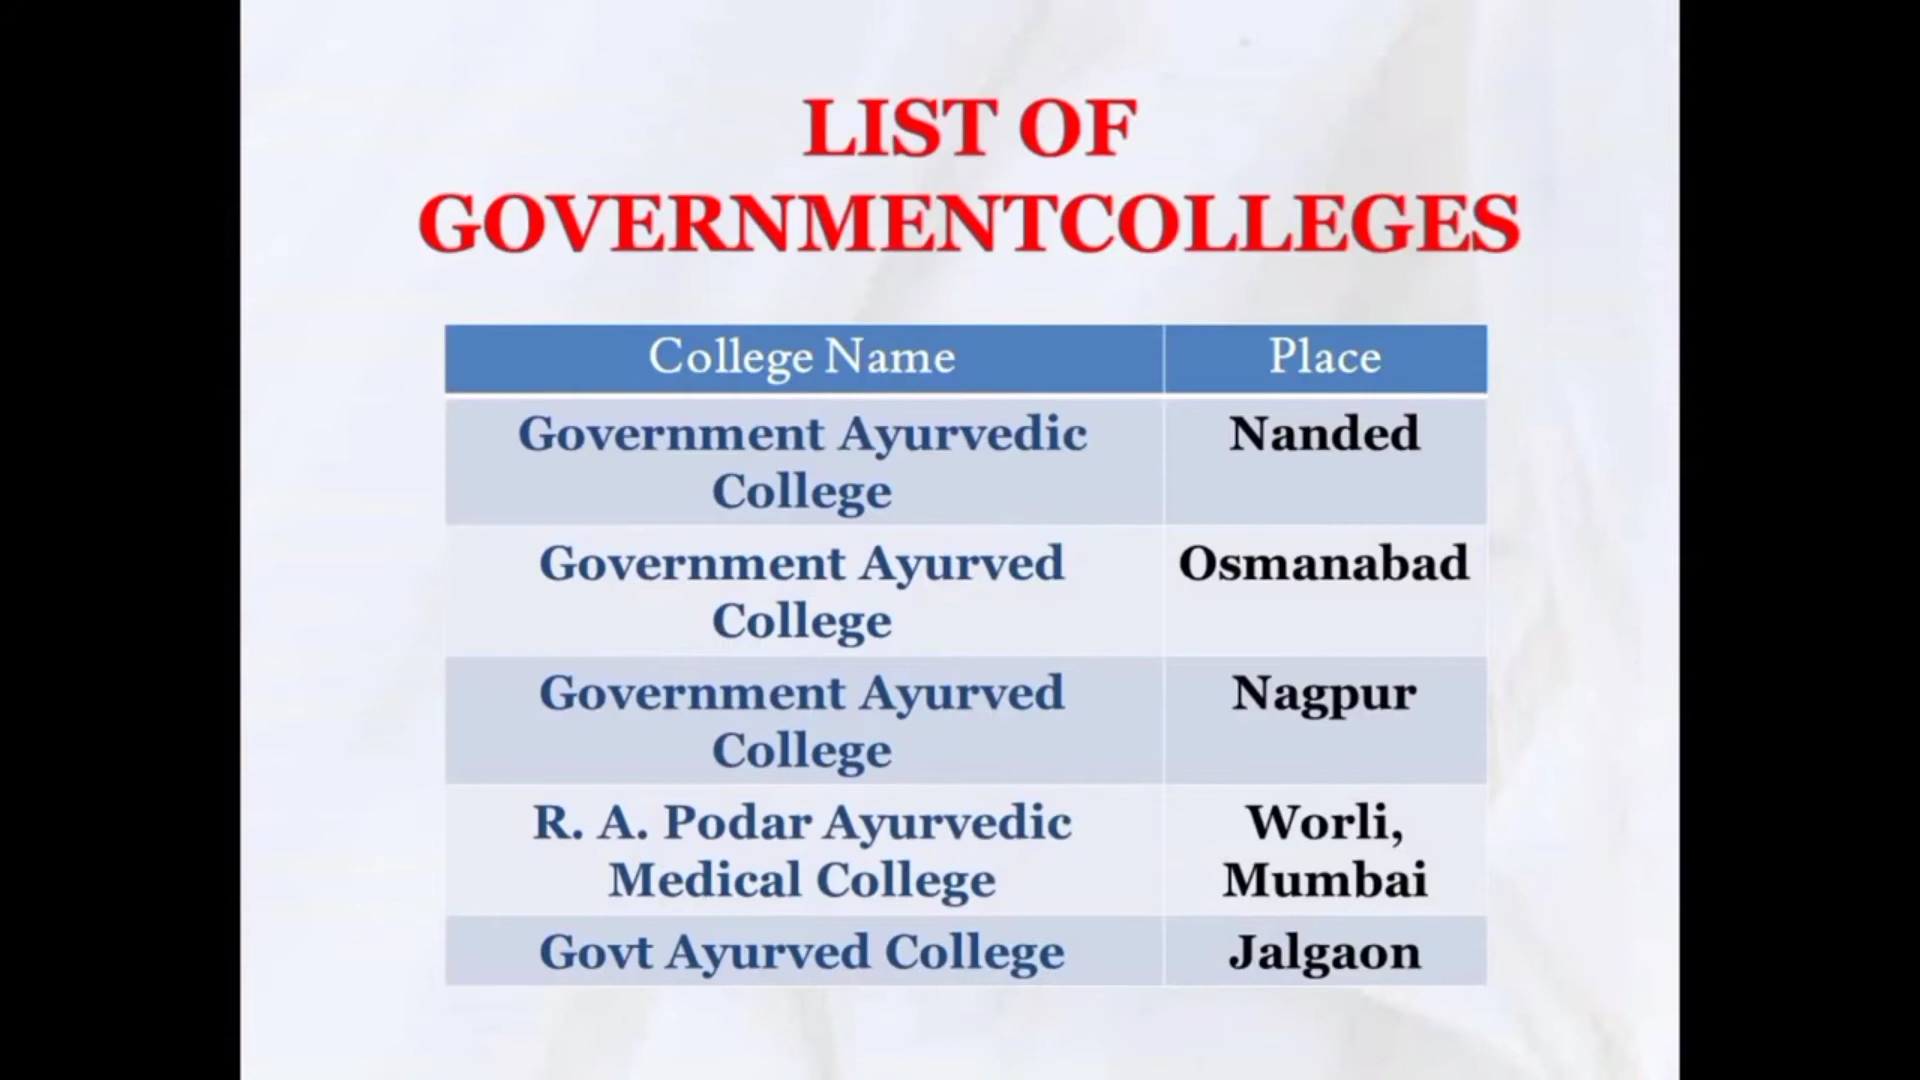 LIST OF
GOVERNMENTCOLLEGES
College Name Place
Government Ayurvedic Nanded
College
Government Ayurved Osmanabad
College
Government Ayurved Nagpur
College
R. A. Podar Ayurvedic Worli,
Medical College Mumbai
Govt Ayurved College Jalgaon